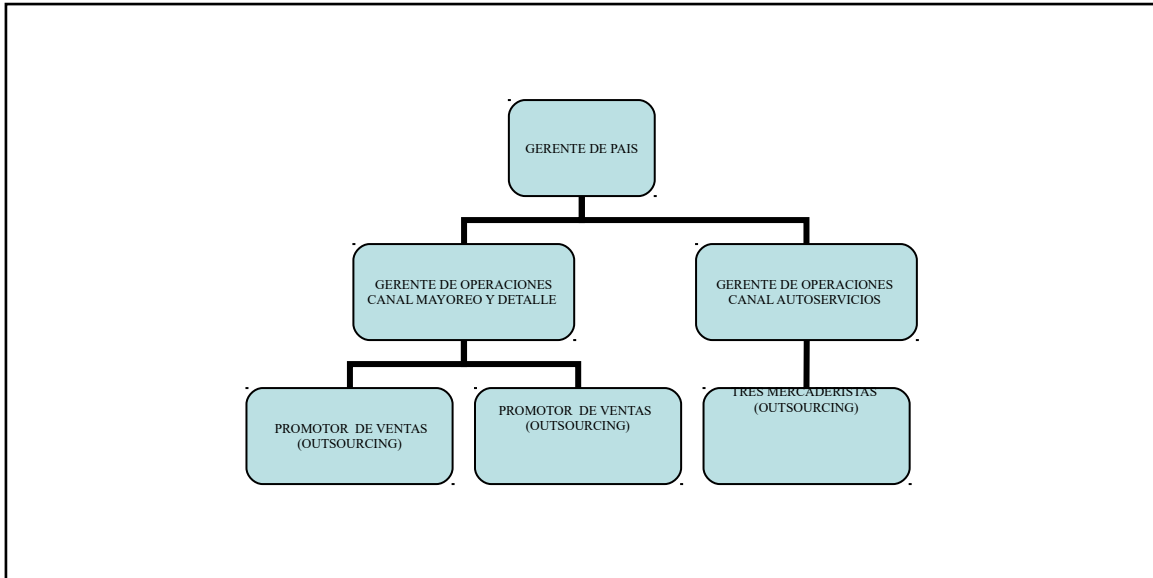 GERENTE DE PAIS
GERENTE DE OPERACIONES
CANAL MAYOREO Y DETALLE
GERENTE DE OPERACIONES
CANAL AUTOSERVICIOS
PROMOTOR DE VENTAS
(OUTSOURCING)
PROMOTOR DE VENTAS
(OUTSOURCING)
TRES MERCADERISTAS
(OUTSOURCING)